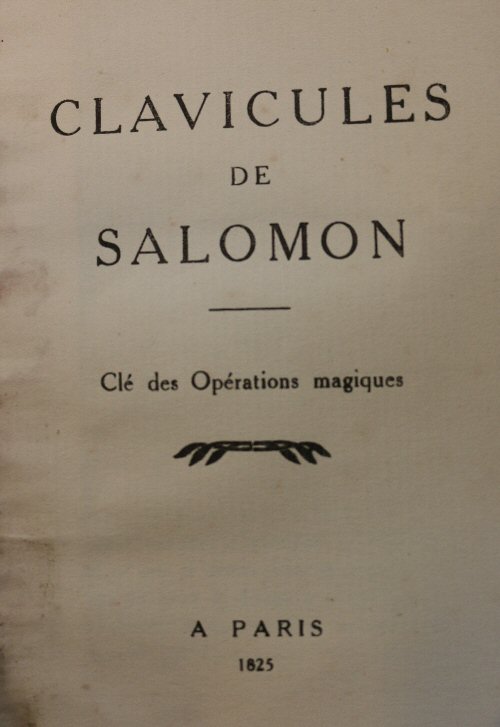 CLAVICULES
DE
SALOMON
Clé des Opérations magiques
A PARIS
1825